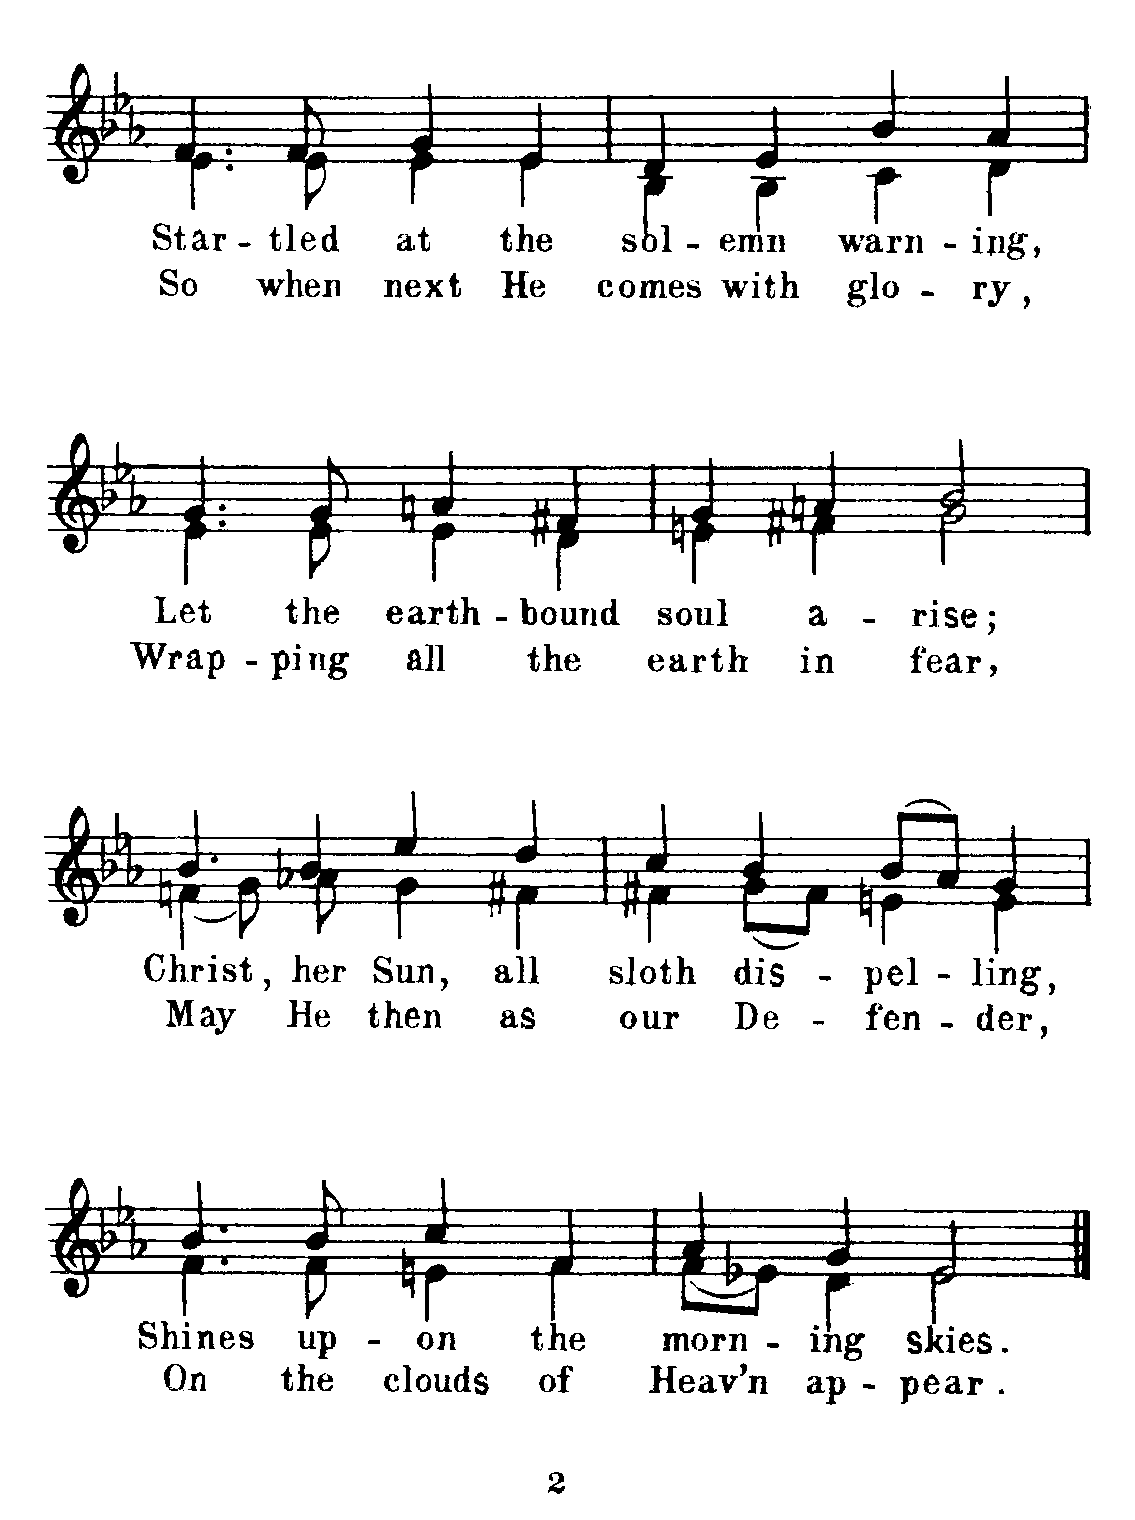 Star - tled at the sol - emn warn - ing,
So when next He comes with glo - ry,
Let the earth - bound soul a - rise;
Wrap - ping all the earth in fear,
Christ, her Sun, all sloth dis - pel - ling,
May He then as our De - fen - der,
Shines up - on the morn - ing skies.
On the clouds of Heav'n ap - pear.
2